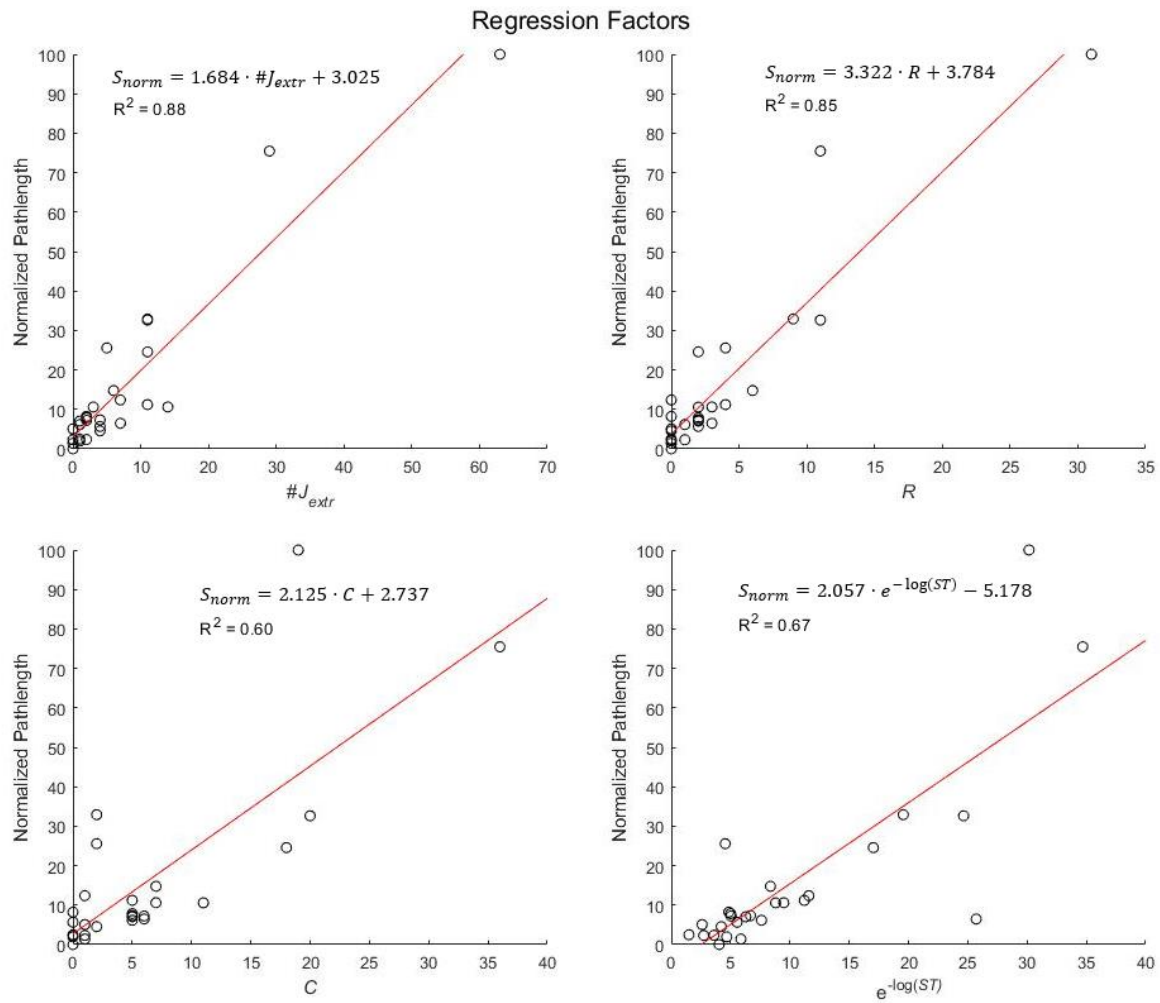 Regression Factors
S_norm = 1.684 · #J_extr + 3.025
R² = 0.88
100
90
80
70
60
50
40
30
20
10
0
Normalized Pathlength
0 10 20 30 40 50 60 70
#J_extr
S_norm = 3.322 · R + 3.784
R² = 0.85
100
90
80
70
60
50
40
30
20
10
0
Normalized Pathlength
0 5 10 15 20 25 30 35
R
S_norm = 2.125 · C + 2.737
R² = 0.60
100
90
80
70
60
50
40
30
20
10
0
Normalized Pathlength
0 5 10 15 20 25 30 35 40
C
S_norm = 2.057 · e^-log(ST) − 5.178
R² = 0.67
100
90
80
70
60
50
40
30
20
10
0
Normalized Pathlength
0 5 10 15 20 25 30 35 40
e^-log(ST)